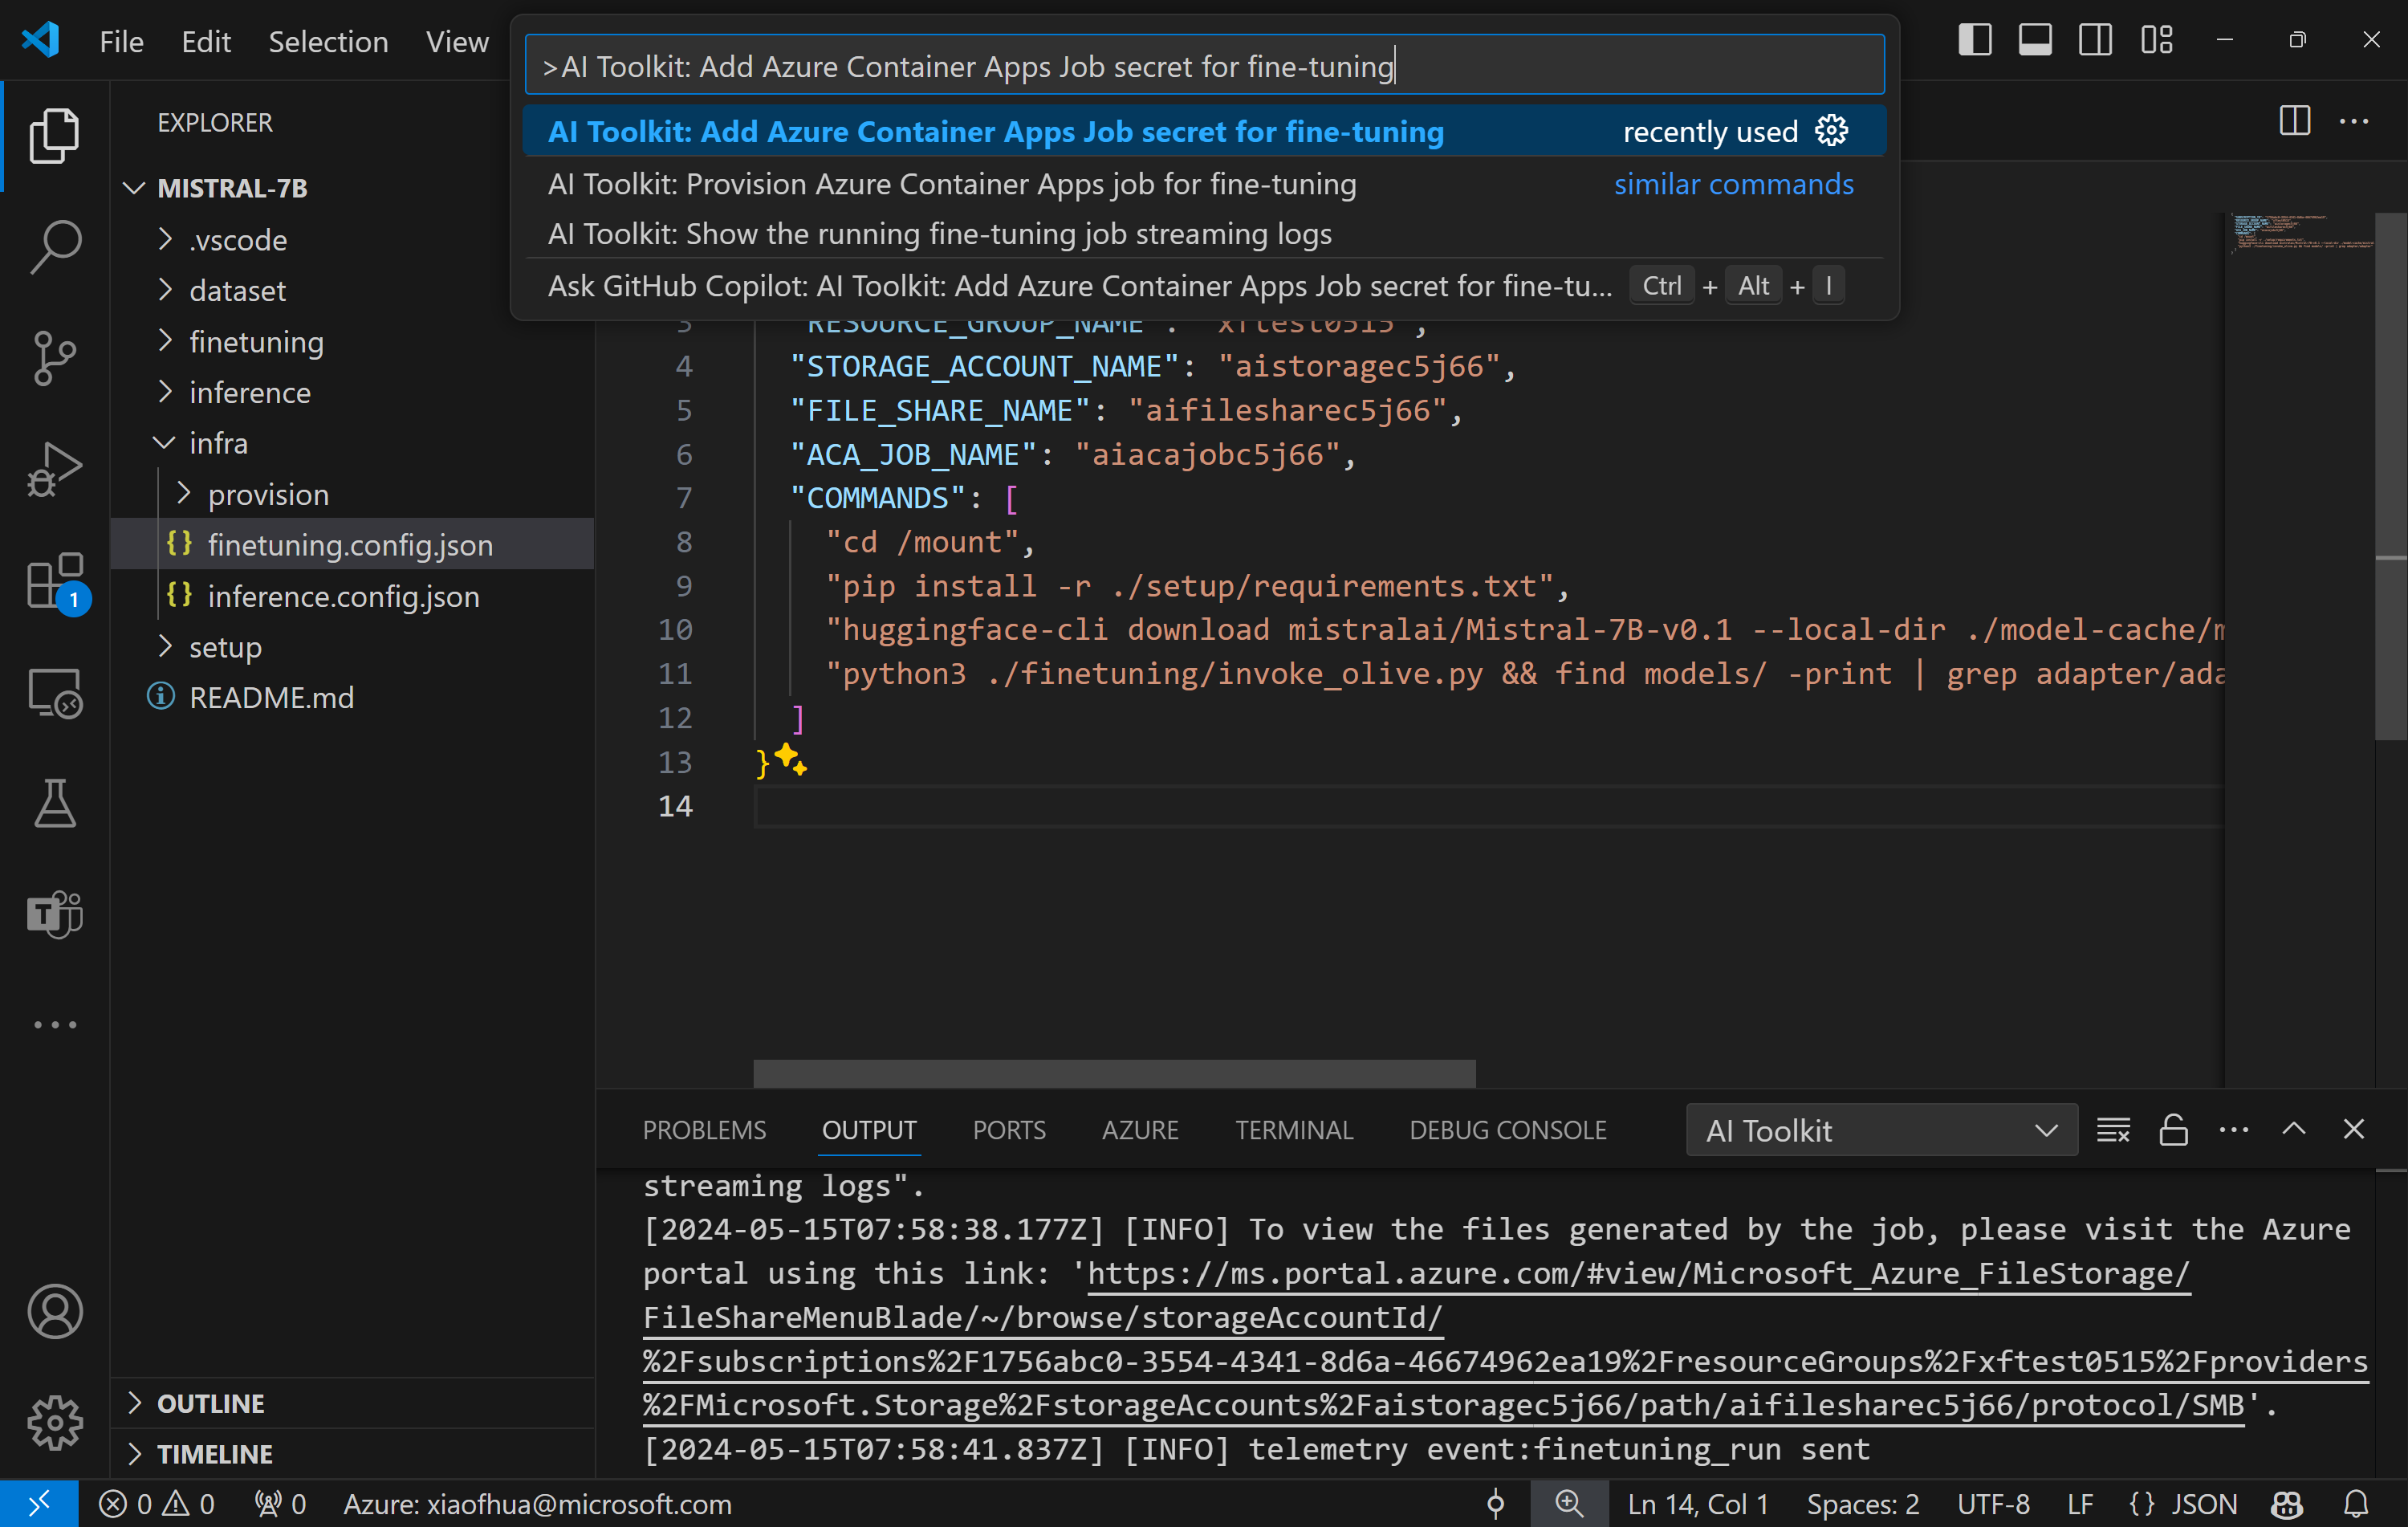 File Edit Selection View
>AI Toolkit: Add Azure Container Apps Job secret for fine-tuning
AI Toolkit: Add Azure Container Apps Job secret for fine-tuning recently used
AI Toolkit: Provision Azure Container Apps job for fine-tuning similar commands
AI Toolkit: Show the running fine-tuning job streaming logs
Ask GitHub Copilot: AI Toolkit: Add Azure Container Apps Job secret for fine-tu... Ctrl + Alt + I
EXPLORER
MISTRAL-7B
.vscode
dataset
finetuning
inference
infra
provision
{} finetuning.config.json
{} inference.config.json
setup
README.md
OUTLINE
TIMELINE
1
3 "RESOURCE_GROUP_NAME": "xftest0515",
4 "STORAGE_ACCOUNT_NAME": "aistoragec5j66",
5 "FILE_SHARE_NAME": "aifilesharec5j66",
6 "ACA_JOB_NAME": "aiacajobc5j66",
7 "COMMANDS": [
8 "cd /mount",
9 "pip install -r ./setup/requirements.txt",
10 "huggingface-cli download mistralai/Mistral-7B-v0.1 --local-dir ./model-cache/m
11 "python3 ./finetuning/invoke_olive.py && find models/ -print | grep adapter/ada
12 ]
13 }
14
PROBLEMS OUTPUT PORTS AZURE TERMINAL DEBUG CONSOLE AI Toolkit
streaming logs".
[2024-05-15T07:58:38.177Z] [INFO] To view the files generated by the job, please visit the Azure
portal using this link: 'https://ms.portal.azure.com/#view/Microsoft_Azure_FileStorage/
FileShareMenuBlade/~/browse/storageAccountId/
%2Fsubscriptions%2F1756abc0-3554-4341-8d6a-46674962ea19%2FresourceGroups%2Fxftest0515%2Fproviders
%2FMicrosoft.Storage%2FstorageAccounts%2Faistoragec5j66/path/aifilesharec5j66/protocol/SMB'.
[2024-05-15T07:58:41.837Z] [INFO] telemetry event:finetuning_run sent
0 0 0 Azure: xiaofhua@microsoft.com Ln 14, Col 1 Spaces: 2 UTF-8 LF {} JSON